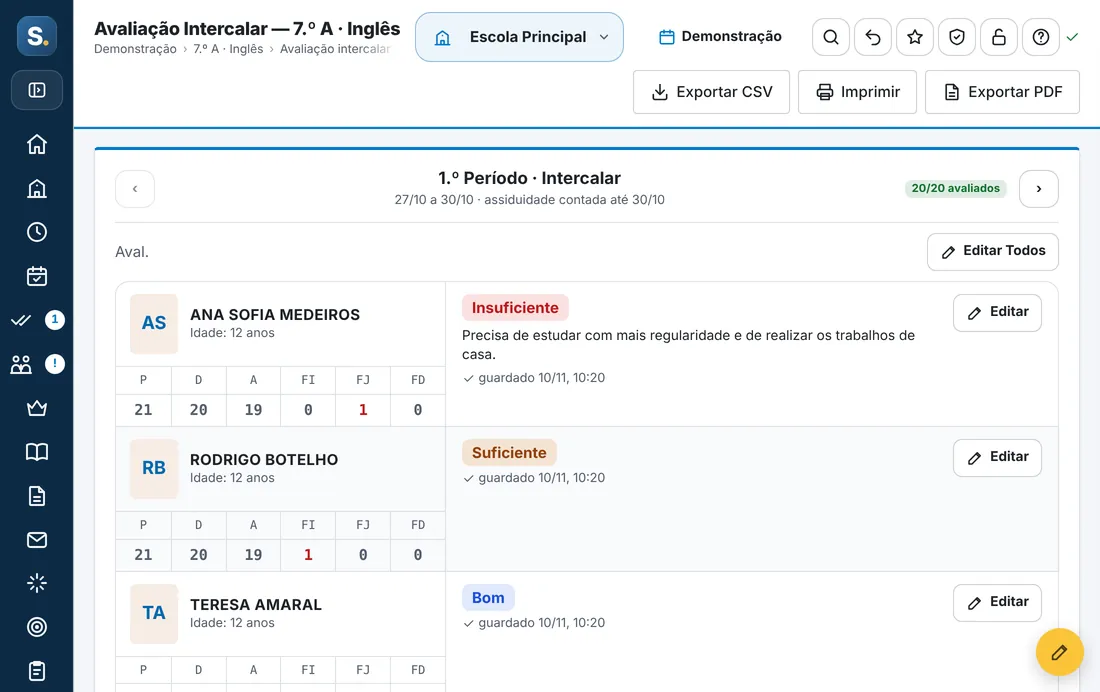 S.
Avaliação Intercalar — 7.º A · Inglês
Demonstração › 7.º A · Inglês › Avaliação intercalar
Escola Principal
Demonstração
Exportar CSV
Imprimir
Exportar PDF
1
!
‹
1.º Período · Intercalar
27/10 a 30/10 · assiduidade contada até 30/10
20/20 avaliados
›
Aval.
Editar Todos
AS
ANA SOFIA MEDEIROS
Idade: 12 anos
P D A FI FJ FD
21 20 19 0 1 0
Insuficiente
Precisa de estudar com mais regularidade e de realizar os trabalhos de
casa.
✓ guardado 10/11, 10:20
Editar
RB
RODRIGO BOTELHO
Idade: 12 anos
P D A FI FJ FD
21 20 19 1 0 0
Suficiente
✓ guardado 10/11, 10:20
Editar
TA
TERESA AMARAL
Idade: 12 anos
P D A FI FJ FD
Bom
✓ guardado 10/11, 10:20
Editar